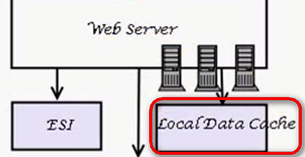 Web Server
ESI
Local Data Cache